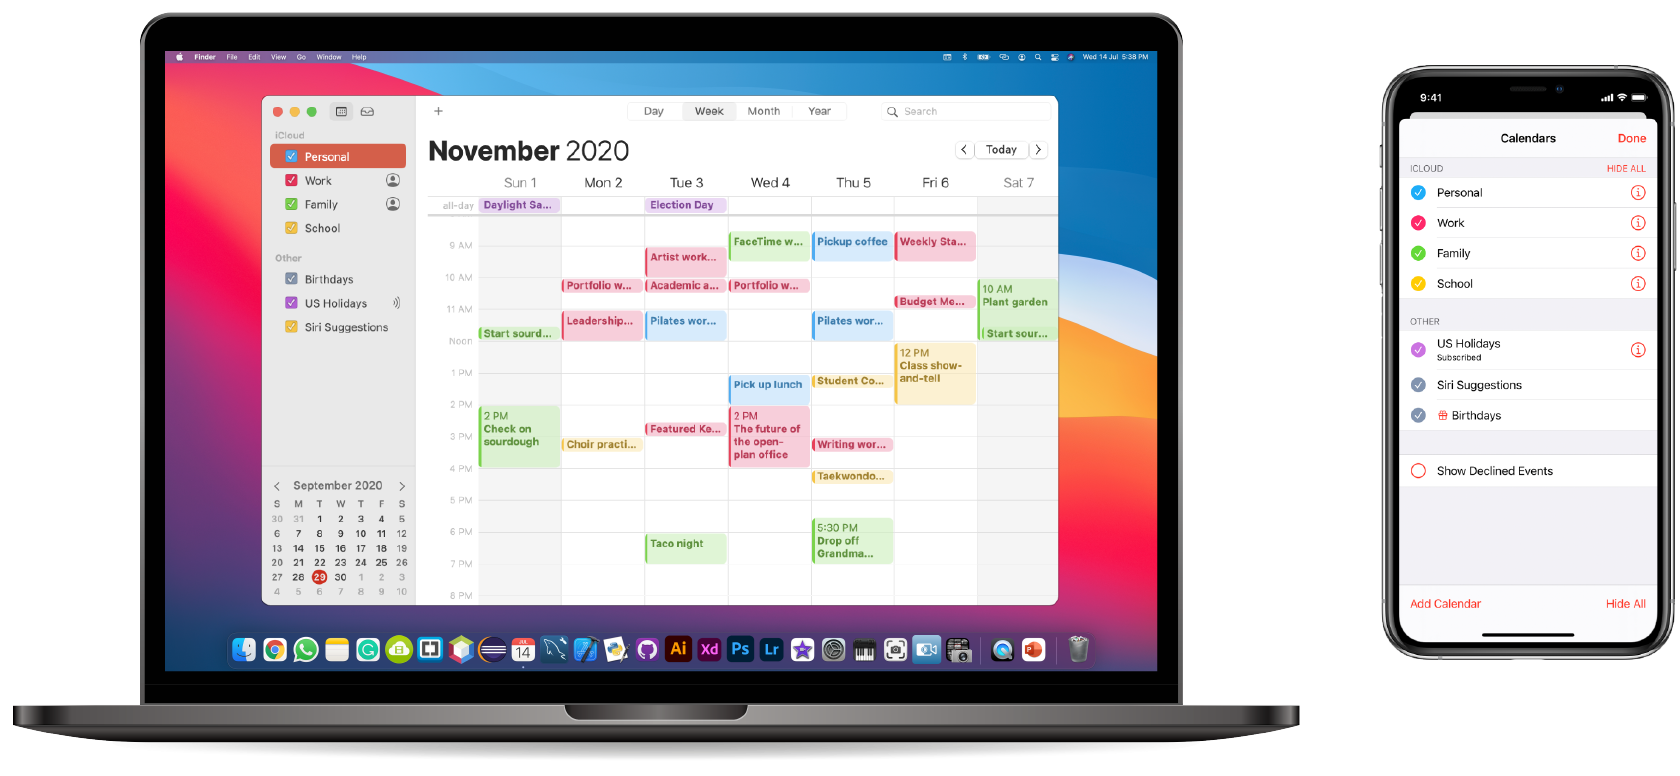 Finder File Edit View Go Window Help
Wed 14 Jul 5:38 PM
iCloud
Personal
Work
Family
School
Other
Birthdays
US Holidays
Siri Suggestions
September 2020
S M T W T F S
30 31 1 2 3 4 5
6 7 8 9 10 11 12
13 14 15 16 17 18 19
20 21 22 23 24 25 26
27 28 29 30 1 2 3
4 5 6 7 8 9 10
+ Day Week Month Year Search
November 2020
< Today >
Sun 1 Mon 2 Tue 3 Wed 4 Thu 5 Fri 6 Sat 7
all-day Daylight Sa... Election Day
FaceTime w... Pickup coffee Weekly Sta...
9 AM
Artist work...
10 AM
Portfolio w... Academic a... Portfolio w...
10 AM
Plant garden
Budget Me...
11 AM
Leadership... Pilates wor... Pilates wor...
Start sourd... Start sour...
Noon
12 PM
Class show-
and-tell
1 PM
Pick up lunch Student Co...
2 PM
2 PM
Check on
sourdough
2 PM
The future of
the open-
plan office
Featured Ke...
3 PM
Choir practi... Writing wor...
4 PM
Taekwondo...
5 PM
5:30 PM
Drop off
Grandma...
6 PM
Taco night
7 PM
8 PM
JUL
14
Ai Xd Ps Lr
P
9:41
Calendars Done
ICLOUD HIDE ALL
Personal
Work
Family
School
OTHER
US Holidays
Subscribed
Siri Suggestions
Birthdays
Show Declined Events
Add Calendar Hide All